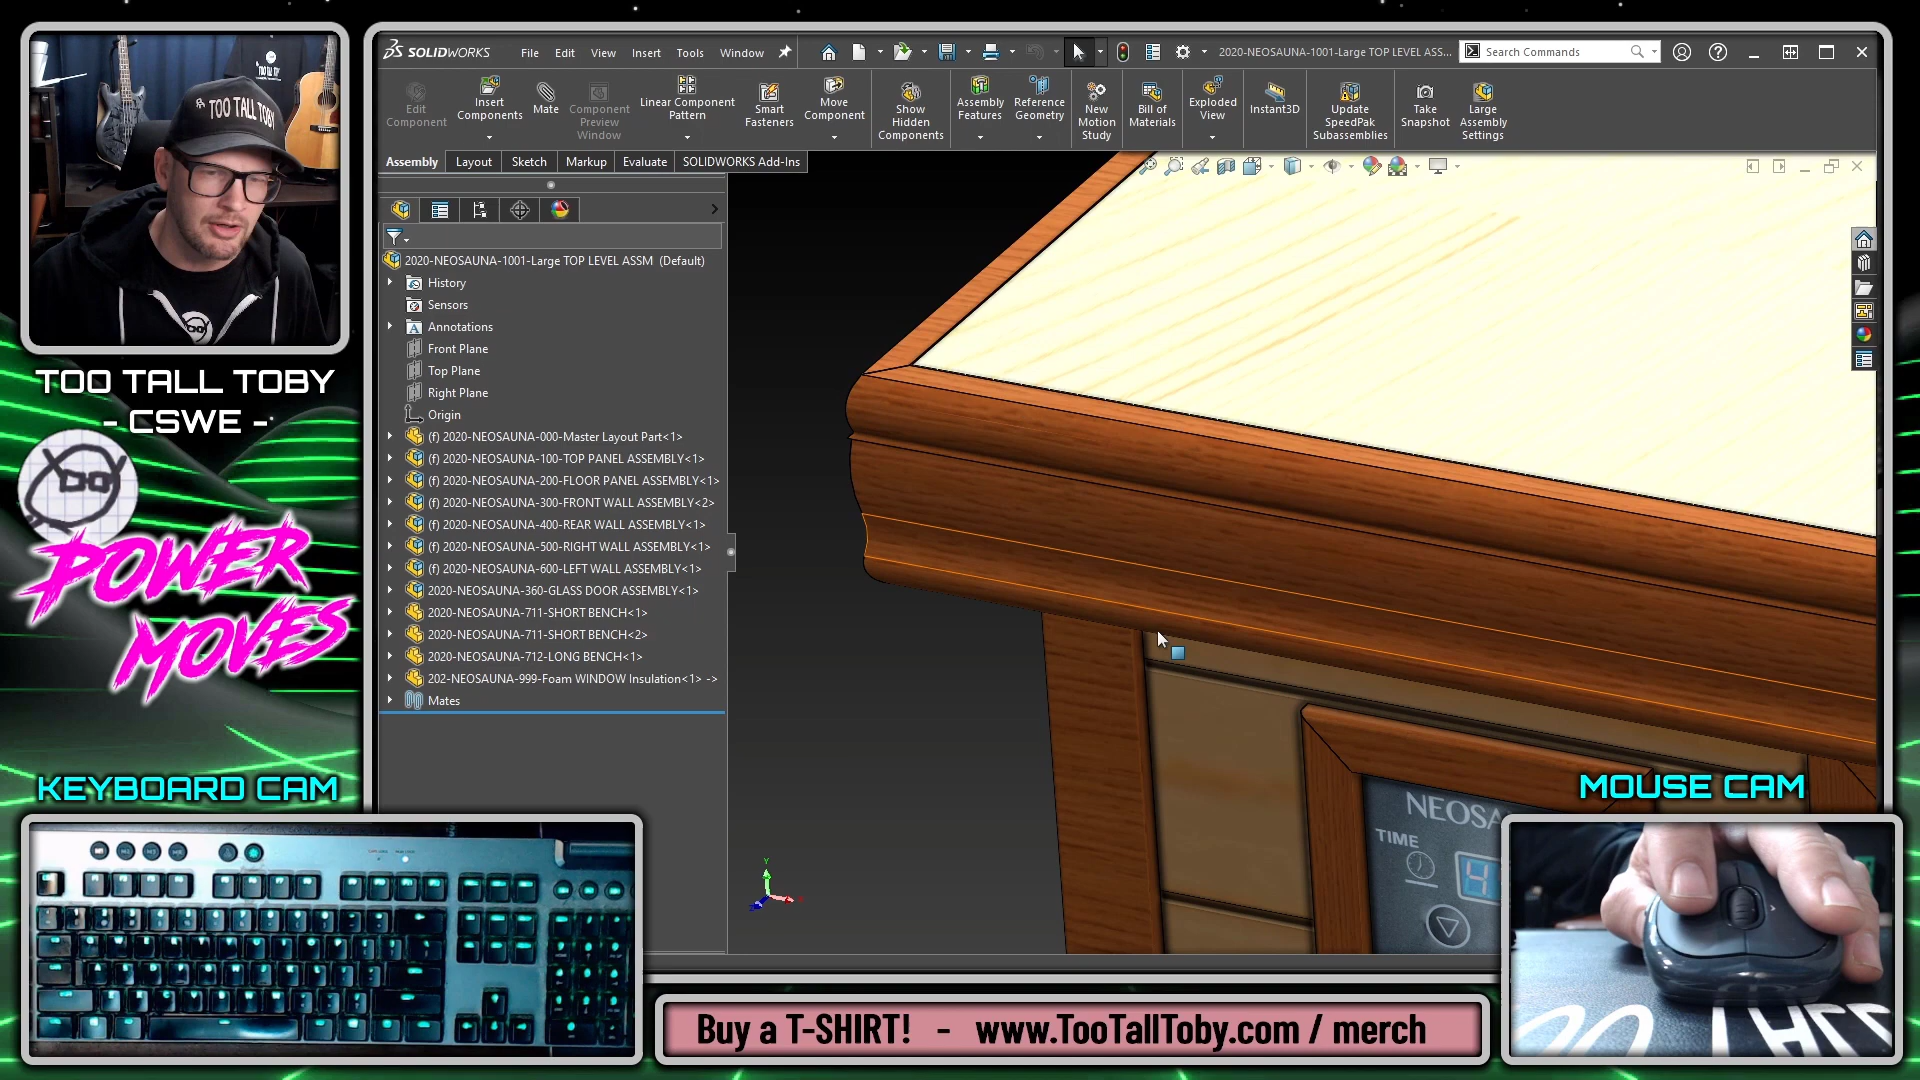 TOO TALL TOBY
TOO TALL TOBY
- CSWE -
POWER
MOVES
KEYBOARD CAM
SOLIDWORKS
File
Edit
View
Insert
Tools
Window
2020-NEOSAUNA-1001-Large TOP LEVEL ASS...
Search Commands
Edit Component
Insert Components
Mate
Component Preview Window
Linear Component Pattern
Smart Fasteners
Move Component
Show Hidden Components
Assembly Features
Reference Geometry
New Motion Study
Bill of Materials
Exploded View
Instant3D
Update SpeedPak Subassemblies
Take Snapshot
Large Assembly Settings
Assembly
Layout
Sketch
Markup
Evaluate
SOLIDWORKS Add-Ins
2020-NEOSAUNA-1001-Large TOP LEVEL ASSM (Default)
History
Sensors
Annotations
Front Plane
Top Plane
Right Plane
Origin
(f) 2020-NEOSAUNA-000-Master Layout Part<1>
(f) 2020-NEOSAUNA-100-TOP PANEL ASSEMBLY<1>
(f) 2020-NEOSAUNA-200-FLOOR PANEL ASSEMBLY<1>
(f) 2020-NEOSAUNA-300-FRONT WALL ASSEMBLY<2>
(f) 2020-NEOSAUNA-400-REAR WALL ASSEMBLY<1>
(f) 2020-NEOSAUNA-500-RIGHT WALL ASSEMBLY<1>
(f) 2020-NEOSAUNA-600-LEFT WALL ASSEMBLY<1>
2020-NEOSAUNA-360-GLASS DOOR ASSEMBLY<1>
2020-NEOSAUNA-711-SHORT BENCH<1>
2020-NEOSAUNA-711-SHORT BENCH<2>
2020-NEOSAUNA-712-LONG BENCH<1>
202-NEOSAUNA-999-Foam WINDOW Insulation<1> ->
Mates
NEOSA
TIME
4
Y
MOUSE CAM
Buy a T-SHIRT! - www.TooTallToby.com / merch